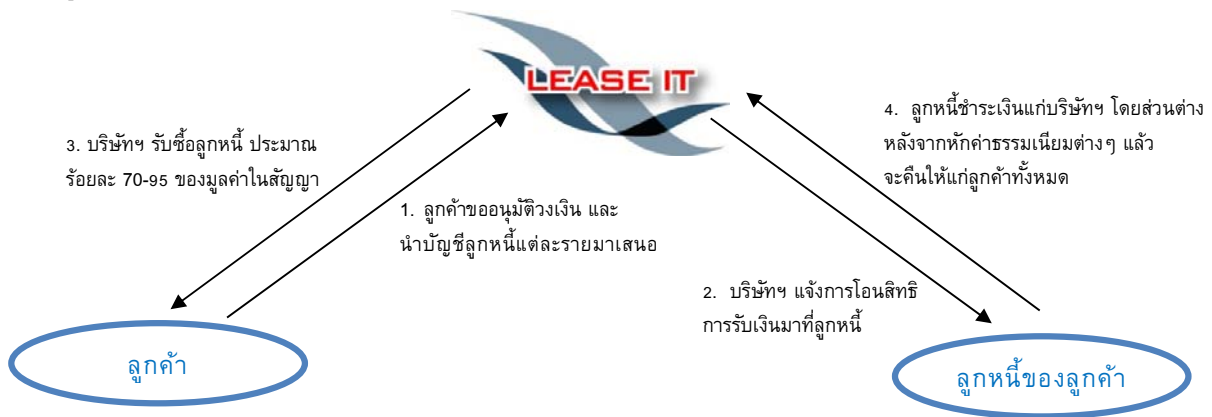 LEASE IT
3. บริษัทฯ รับซื้อลูกหนี้ ประมาณ
ร้อยละ 70-95 ของมูลค่าในสัญญา
4. ลูกหนี้ชำระเงินแก่บริษัทฯ โดยส่วนต่าง
หลังจากหักค่าธรรมเนียมต่างๆ แล้ว
จะคืนให้แก่ลูกค้าทั้งหมด
1. ลูกค้าขออนุมัติวงเงิน และ
นำบัญชีลูกหนี้แต่ละรายมาเสนอ
2. บริษัทฯ แจ้งการโอนสิทธิ
การรับเงินมาที่ลูกหนี้
ลูกค้า
ลูกหนี้ของลูกค้า